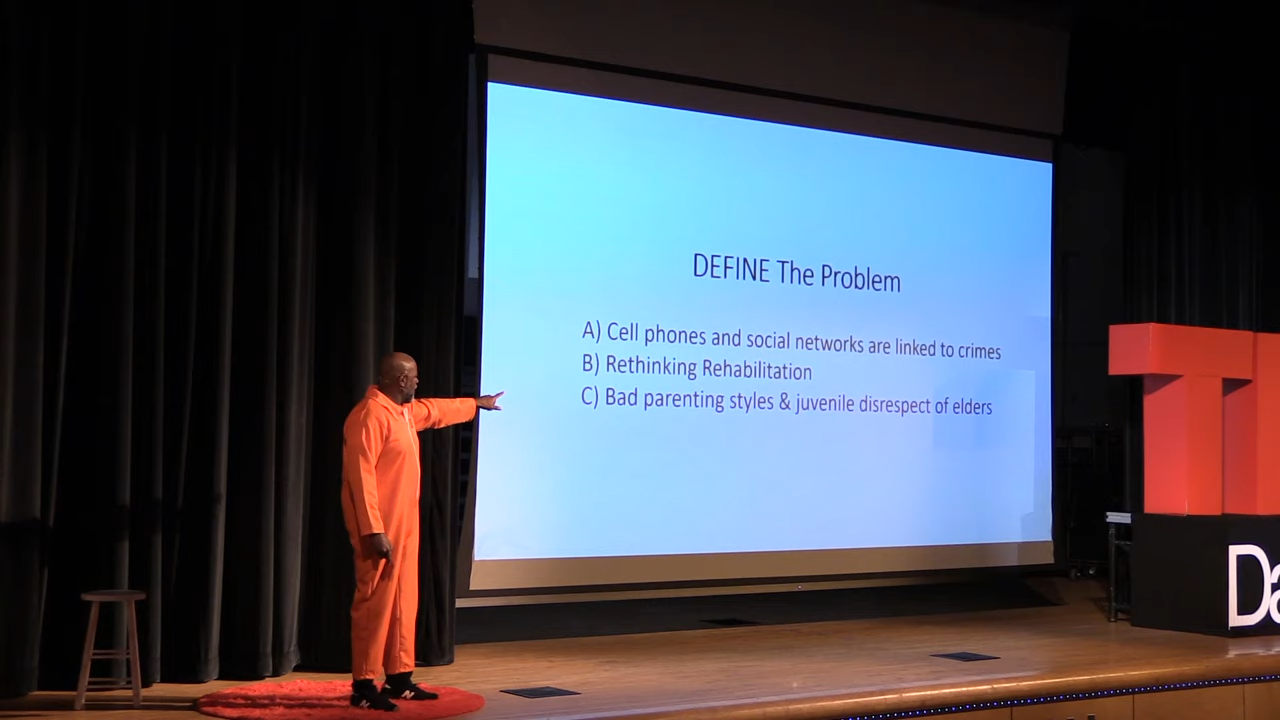 DEFINE The Problem
A) Cell phones and social networks are linked to crimes
B) Rethinking Rehabilitation
C) Bad parenting styles & juvenile disrespect of elders
T
Da